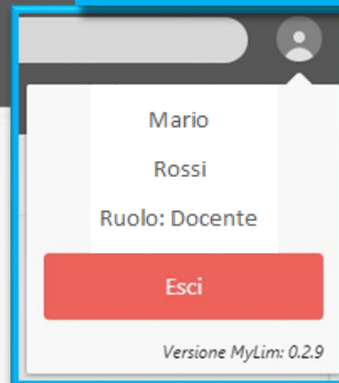 Mario
Rossi
Ruolo: Docente
Esci
Versione MyLim: 0.2.9